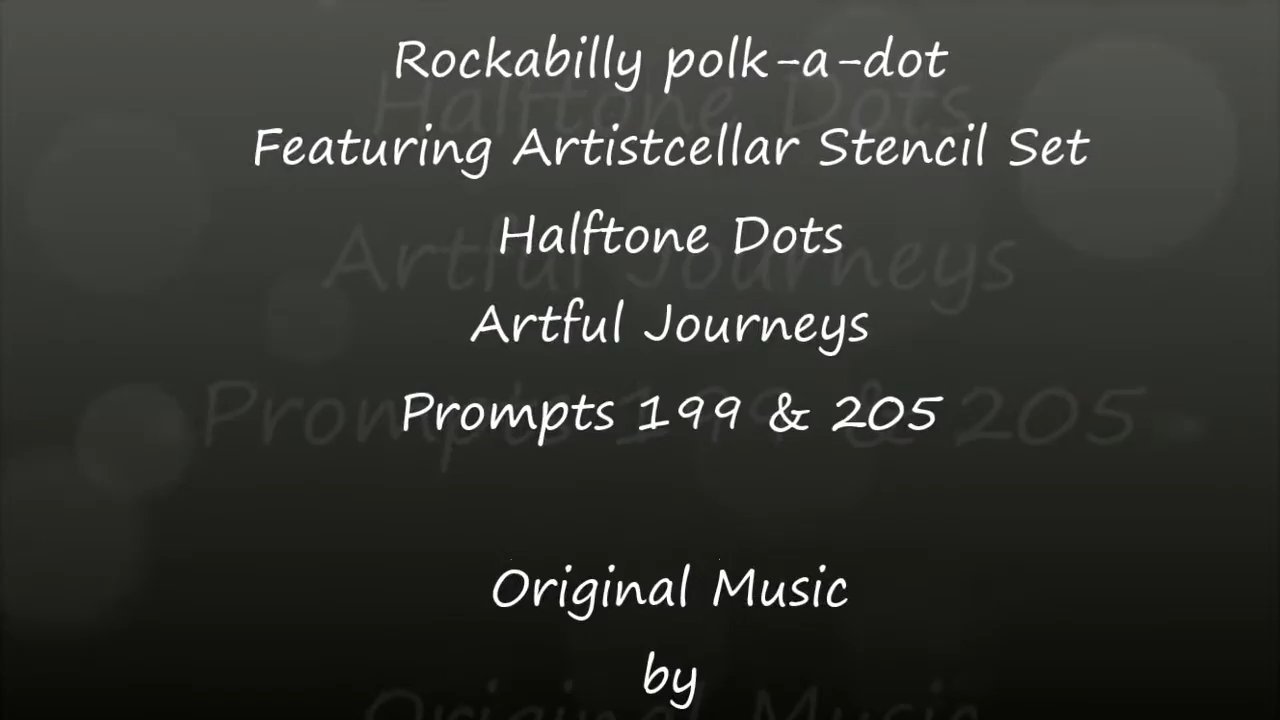 Rockabilly polk-a-dot
Featuring Artistcellar Stencil Set
Halftone Dots
Artful Journeys
Prompts 199 & 205
Original Music
by